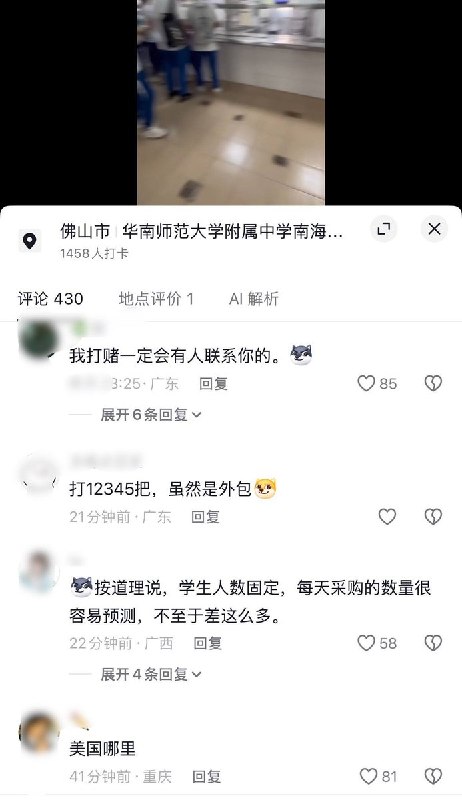 佛山市 | 华南师范大学附属中学南海...
1458人打卡
评论 430
地点评价 1
AI 解析
我打赌一定会有人联系你的。
3:25 · 广东 回复 85
展开6条回复
打12345把，虽然是外包
21分钟前 · 广东 回复
按道理说，学生人数固定，每天采购的数量很
容易预测，不至于差这么多。
22分钟前 · 广西 回复 58
展开4条回复
美国哪里
41分钟前 · 重庆 回复 81